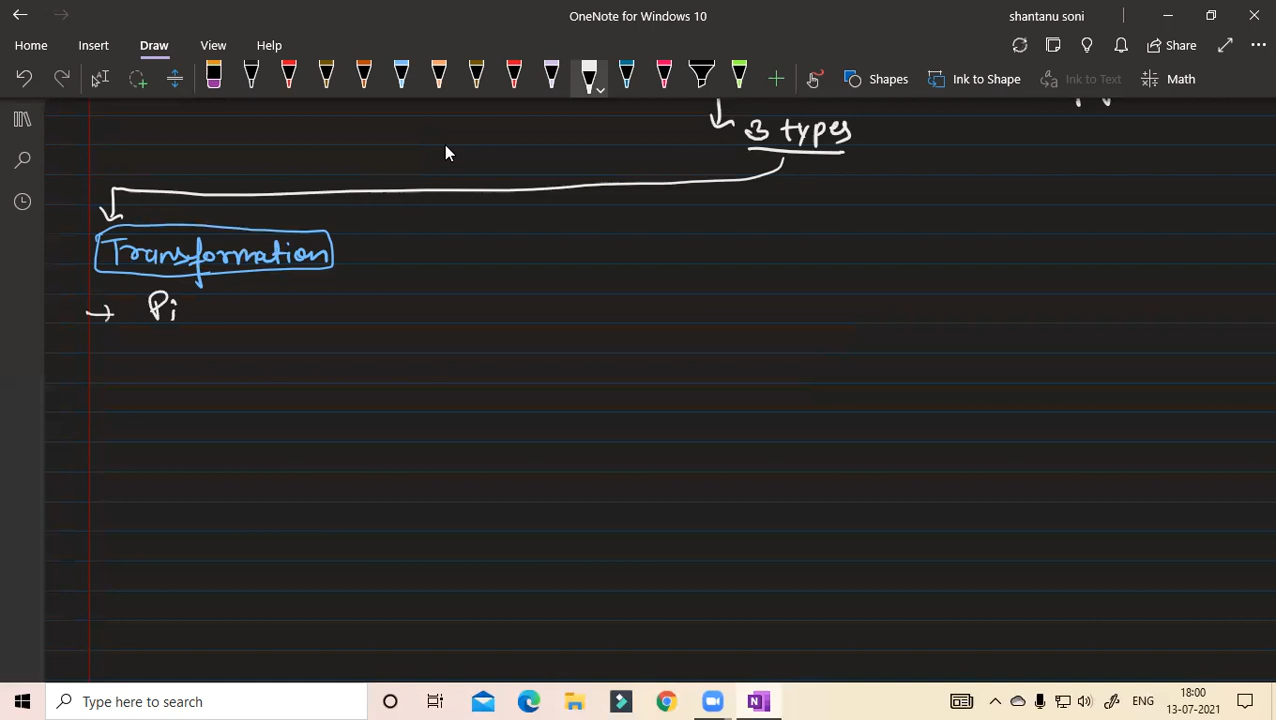 OneNote for Windows 10
shantanu soni
Home
Insert
Draw
View
Help
Share
Shapes
Ink to Shape
Ink to Text
Math
3 types
Transformation
→ Pi
Type here to search
N
ENG
18:00
13-07-2021